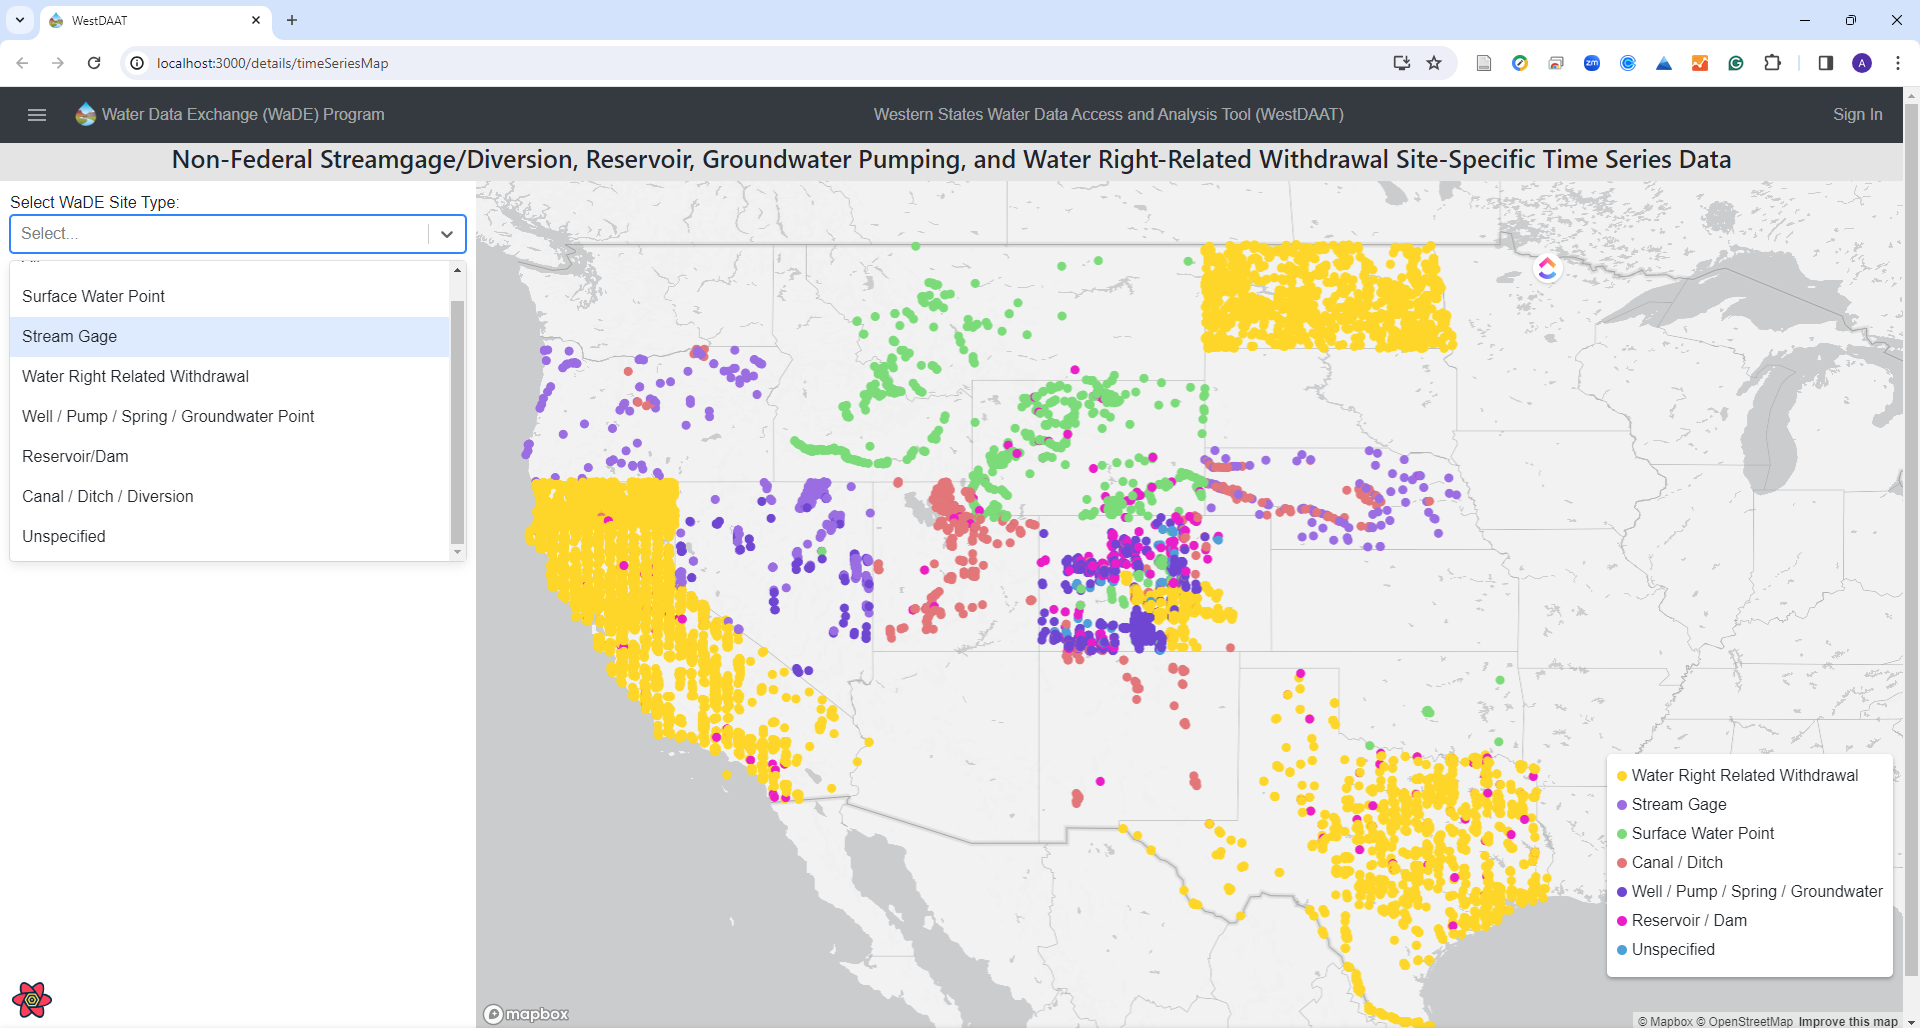 WestDAAT
localhost:3000/details/timeSeriesMap
zm
A
Water Data Exchange (WaDE) Program
Western States Water Data Access and Analysis Tool (WestDAAT)
Sign In
Non-Federal Streamgage/Diversion, Reservoir, Groundwater Pumping, and Water Right-Related Withdrawal Site-Specific Time Series Data
Select WaDE Site Type:
Select...
Surface Water Point
Stream Gage
Water Right Related Withdrawal
Well / Pump / Spring / Groundwater Point
Reservoir/Dam
Canal / Ditch / Diversion
Unspecified
Water Right Related Withdrawal
Stream Gage
Surface Water Point
Canal / Ditch
Well / Pump / Spring / Groundwater
Reservoir / Dam
Unspecified
mapbox
© Mapbox © OpenStreetMap Improve this map